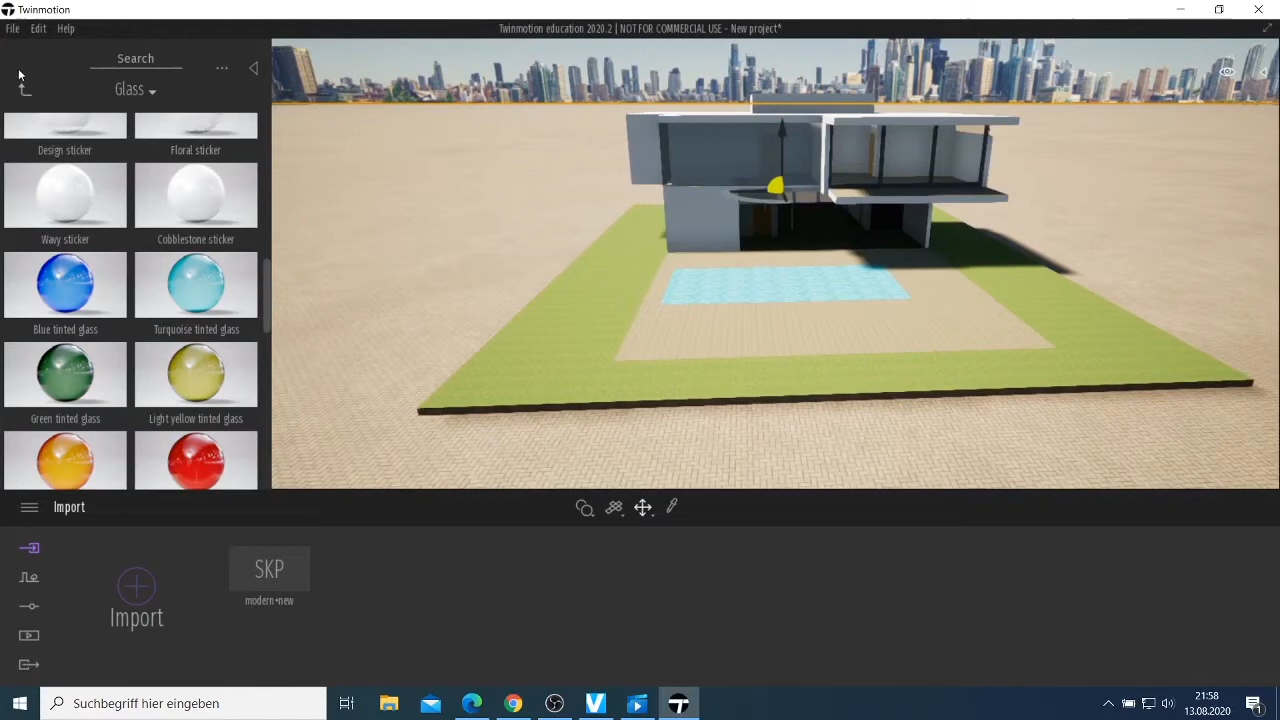 Twinmotion
File Edit Help
Twinmotion education 2020.2 | NOT FOR COMMERCIAL USE - New project*
Search
...
Glass
Design sticker
Floral sticker
Wavy sticker
Cobblestone sticker
Blue tinted glass
Turquoise tinted glass
Green tinted glass
Light yellow tinted glass
Import
Import
SKP
modern+new
Suchbegriff hier eingeben
21:58
13.08.2020
1